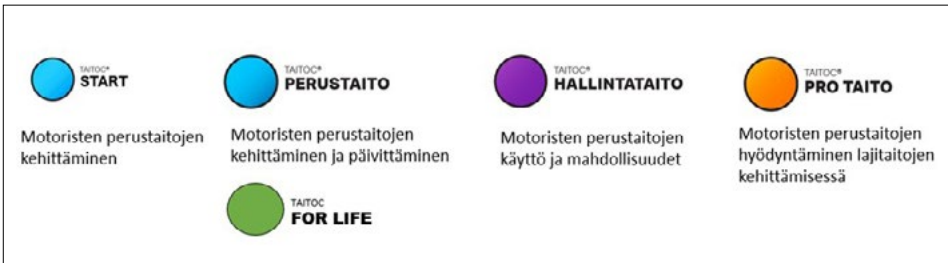 TAITOC®
START
Motoristen perustaitojen
kehittäminen
TAITOC®
PERUSTAITO
Motoristen perustaitojen
kehittäminen ja päivittäminen
TAITOC
FOR LIFE
TAITOC®
HALLINTATAITO
Motoristen perustaitojen
käyttö ja mahdollisuudet
TAITOC®
PRO TAITO
Motoristen perustaitojen
hyödyntäminen lajitaitojen
kehittämisessä